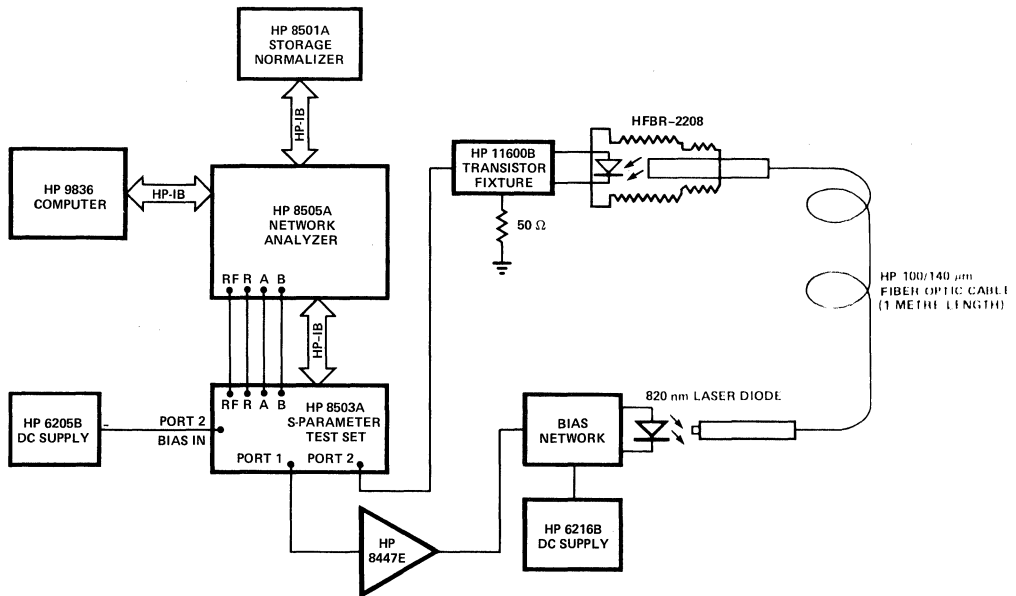 HP 8501A
STORAGE
NORMALIZER
HP-IB
HFBR-2208
HP 11600B
TRANSISTOR
FIXTURE
HP 9836
COMPUTER
HP-IB
HP 8505A
NETWORK
ANALYZER
50 Ω
RF R A B
HP 100/140 μm
FIBER OPTIC CABLE
(1 METRE LENGTH)
HP-IB
820 nm LASER DIODE
RF R A B
HP 8503A
S-PARAMETER
TEST SET
HP 6205B
DC SUPPLY
PORT 2
BIAS IN
BIAS
NETWORK
PORT 1 PORT 2
HP 6216B
DC SUPPLY
HP
8447E